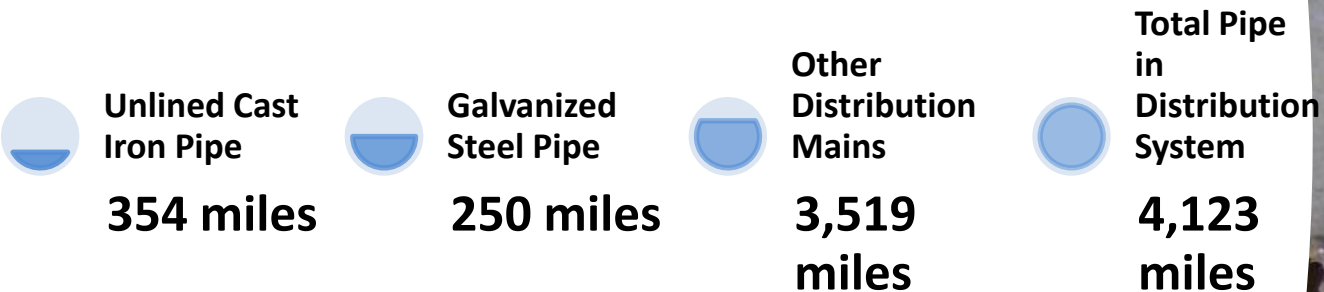 Unlined Cast
Iron Pipe
354 miles
Galvanized
Steel Pipe
250 miles
Other
Distribution
Mains
3,519
miles
Total Pipe
in
Distribution
System
4,123
miles